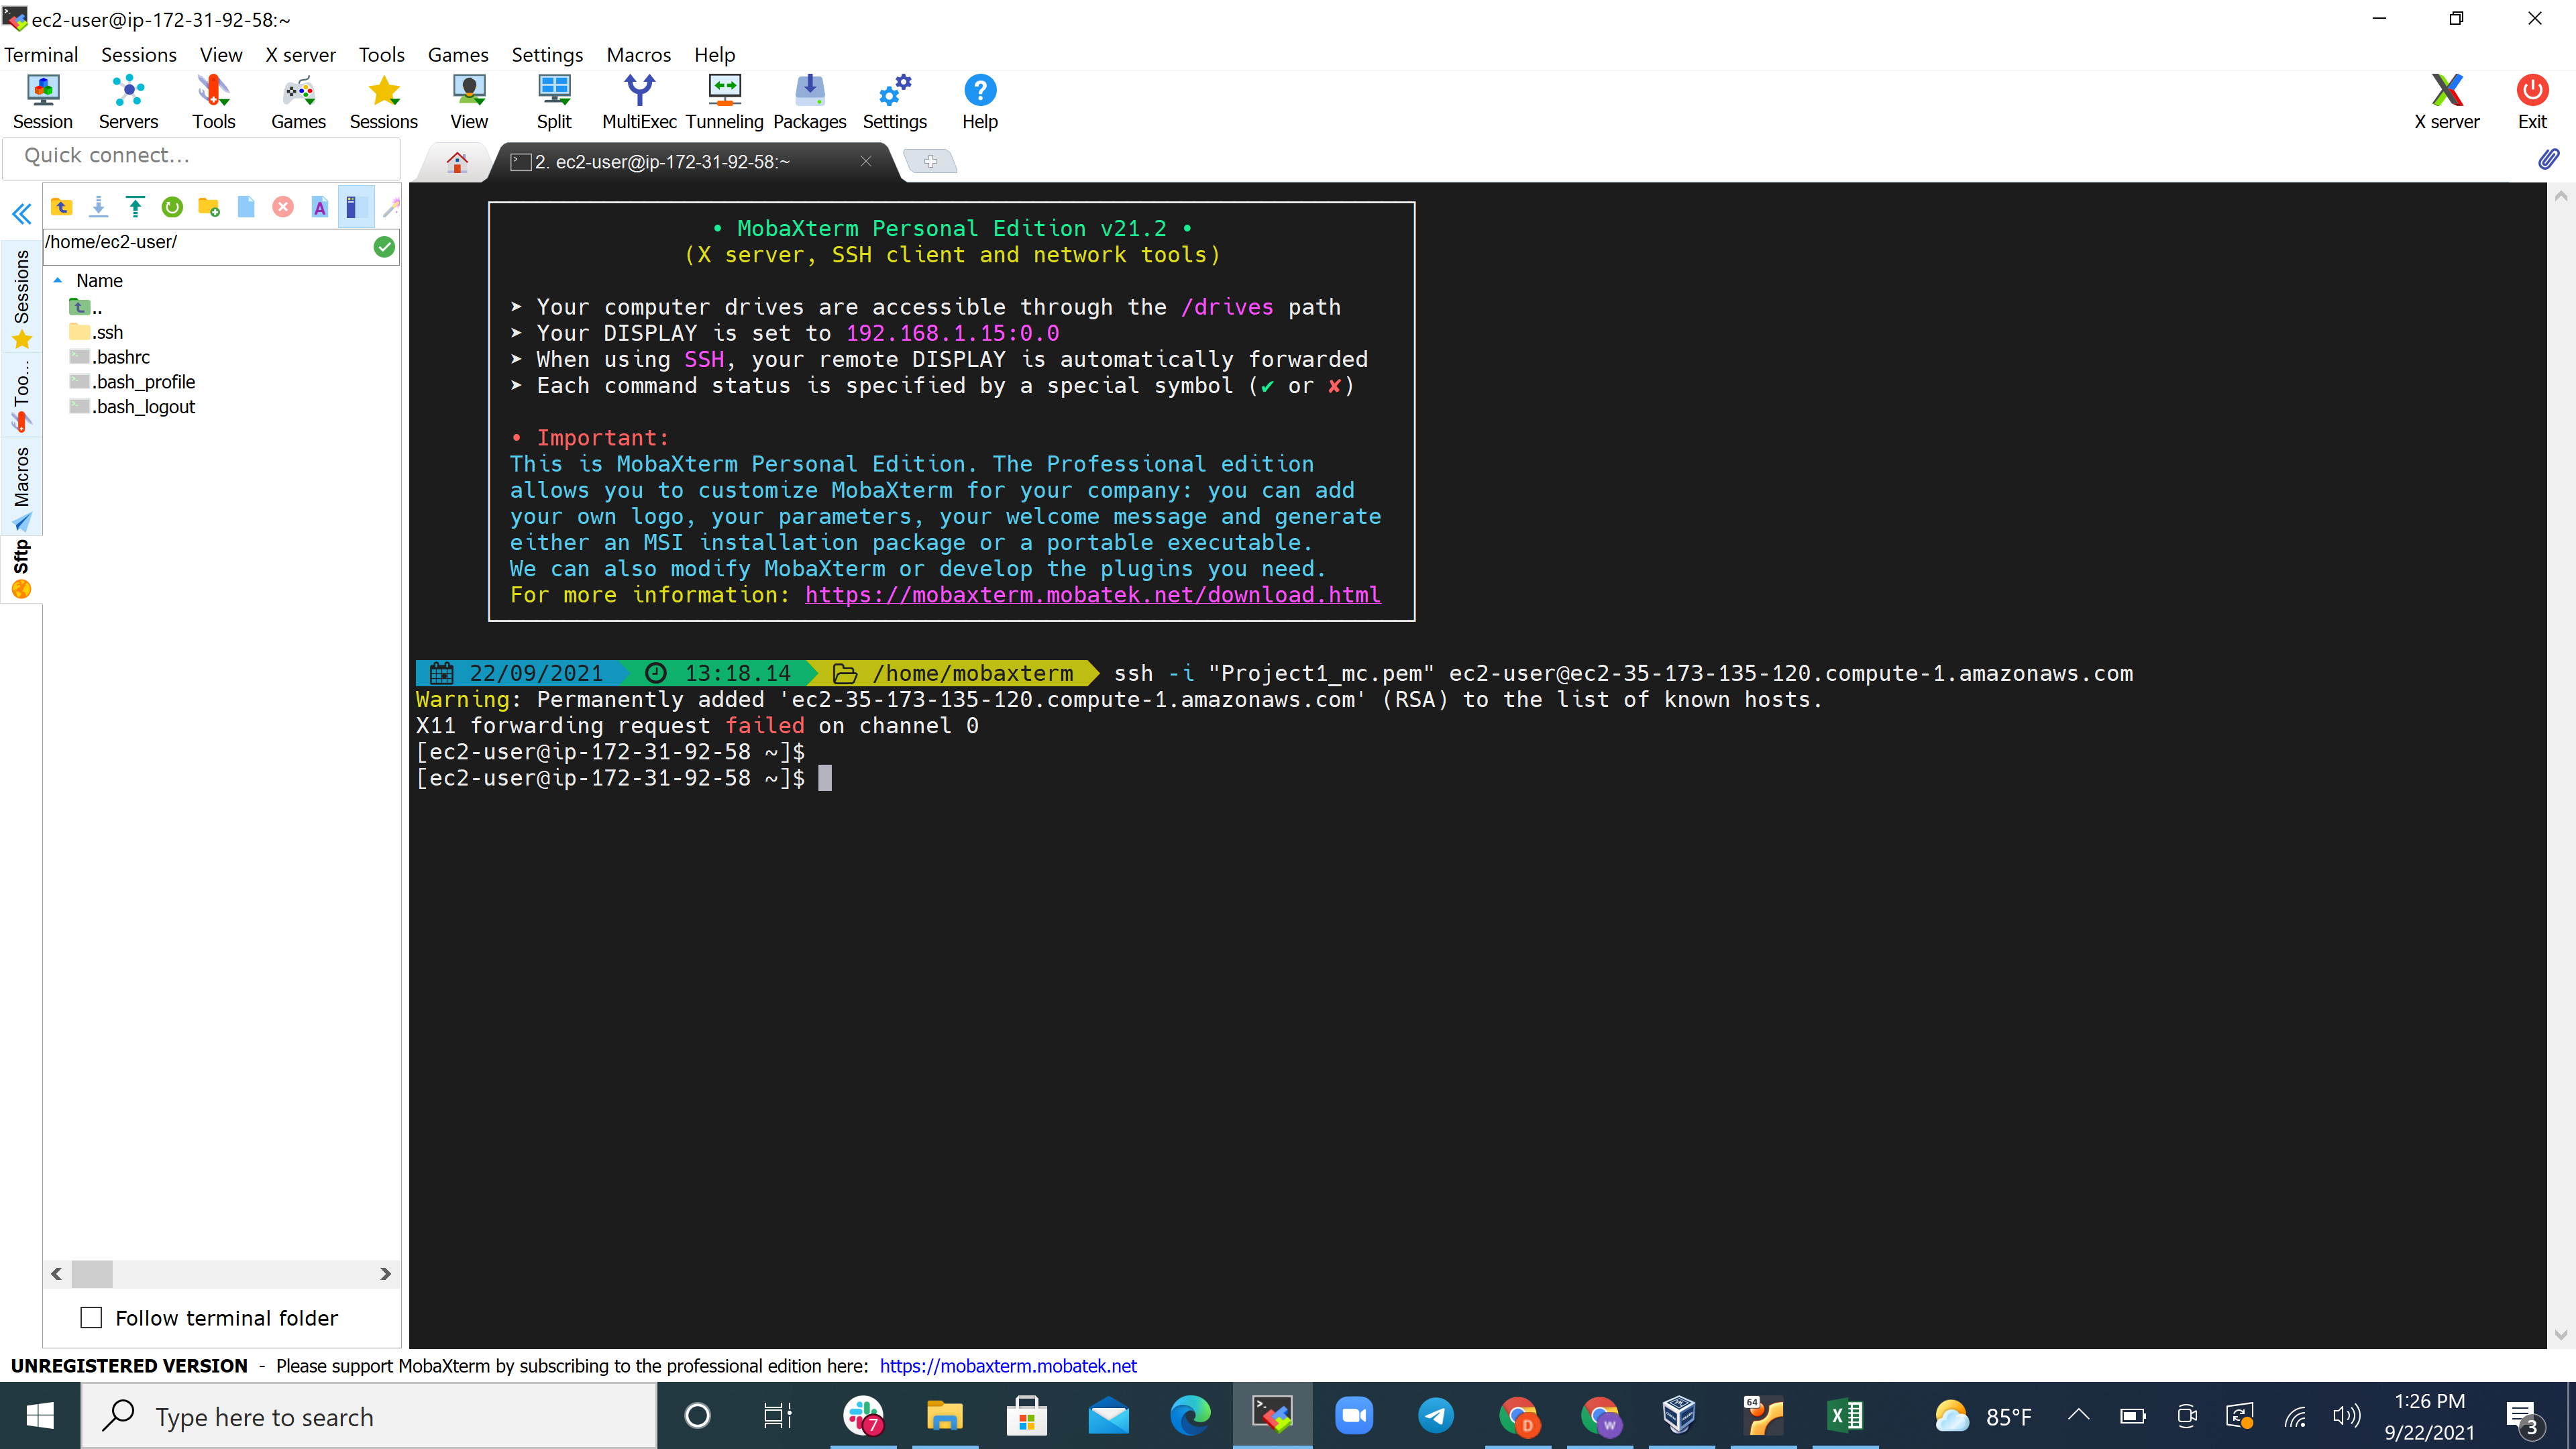 ec2-user@ip-172-31-92-58:~
Terminal Sessions View X server Tools Games Settings Macros Help
Session Servers Tools Games Sessions View Split MultiExec Tunneling Packages Settings Help X server Exit
Quick connect...
2. ec2-user@ip-172-31-92-58:~
/home/ec2-user/
Name
..
.ssh
.bashrc
.bash_profile
.bash_logout
Sessions
Too...
Macros
Sftp
• MobaXterm Personal Edition v21.2 •
(X server, SSH client and network tools)
➤ Your computer drives are accessible through the /drives path
➤ Your DISPLAY is set to 192.168.1.15:0.0
➤ When using SSH, your remote DISPLAY is automatically forwarded
➤ Each command status is specified by a special symbol (✔ or ✘)
• Important:
This is MobaXterm Personal Edition. The Professional edition
allows you to customize MobaXterm for your company: you can add
your own logo, your parameters, your welcome message and generate
either an MSI installation package or a portable executable.
We can also modify MobaXterm or develop the plugins you need.
For more information: https://mobaxterm.mobatek.net/download.html
22/09/2021 13:18.14 /home/mobaxterm ssh -i "Project1_mc.pem" ec2-user@ec2-35-173-135-120.compute-1.amazonaws.com
Warning: Permanently added 'ec2-35-173-135-120.compute-1.amazonaws.com' (RSA) to the list of known hosts.
X11 forwarding request failed on channel 0
[ec2-user@ip-172-31-92-58 ~]$
[ec2-user@ip-172-31-92-58 ~]$
Follow terminal folder
UNREGISTERED VERSION - Please support MobaXterm by subscribing to the professional edition here: https://mobaxterm.mobatek.net
Type here to search
7
D
W
64
85°F
1:26 PM
9/22/2021
3